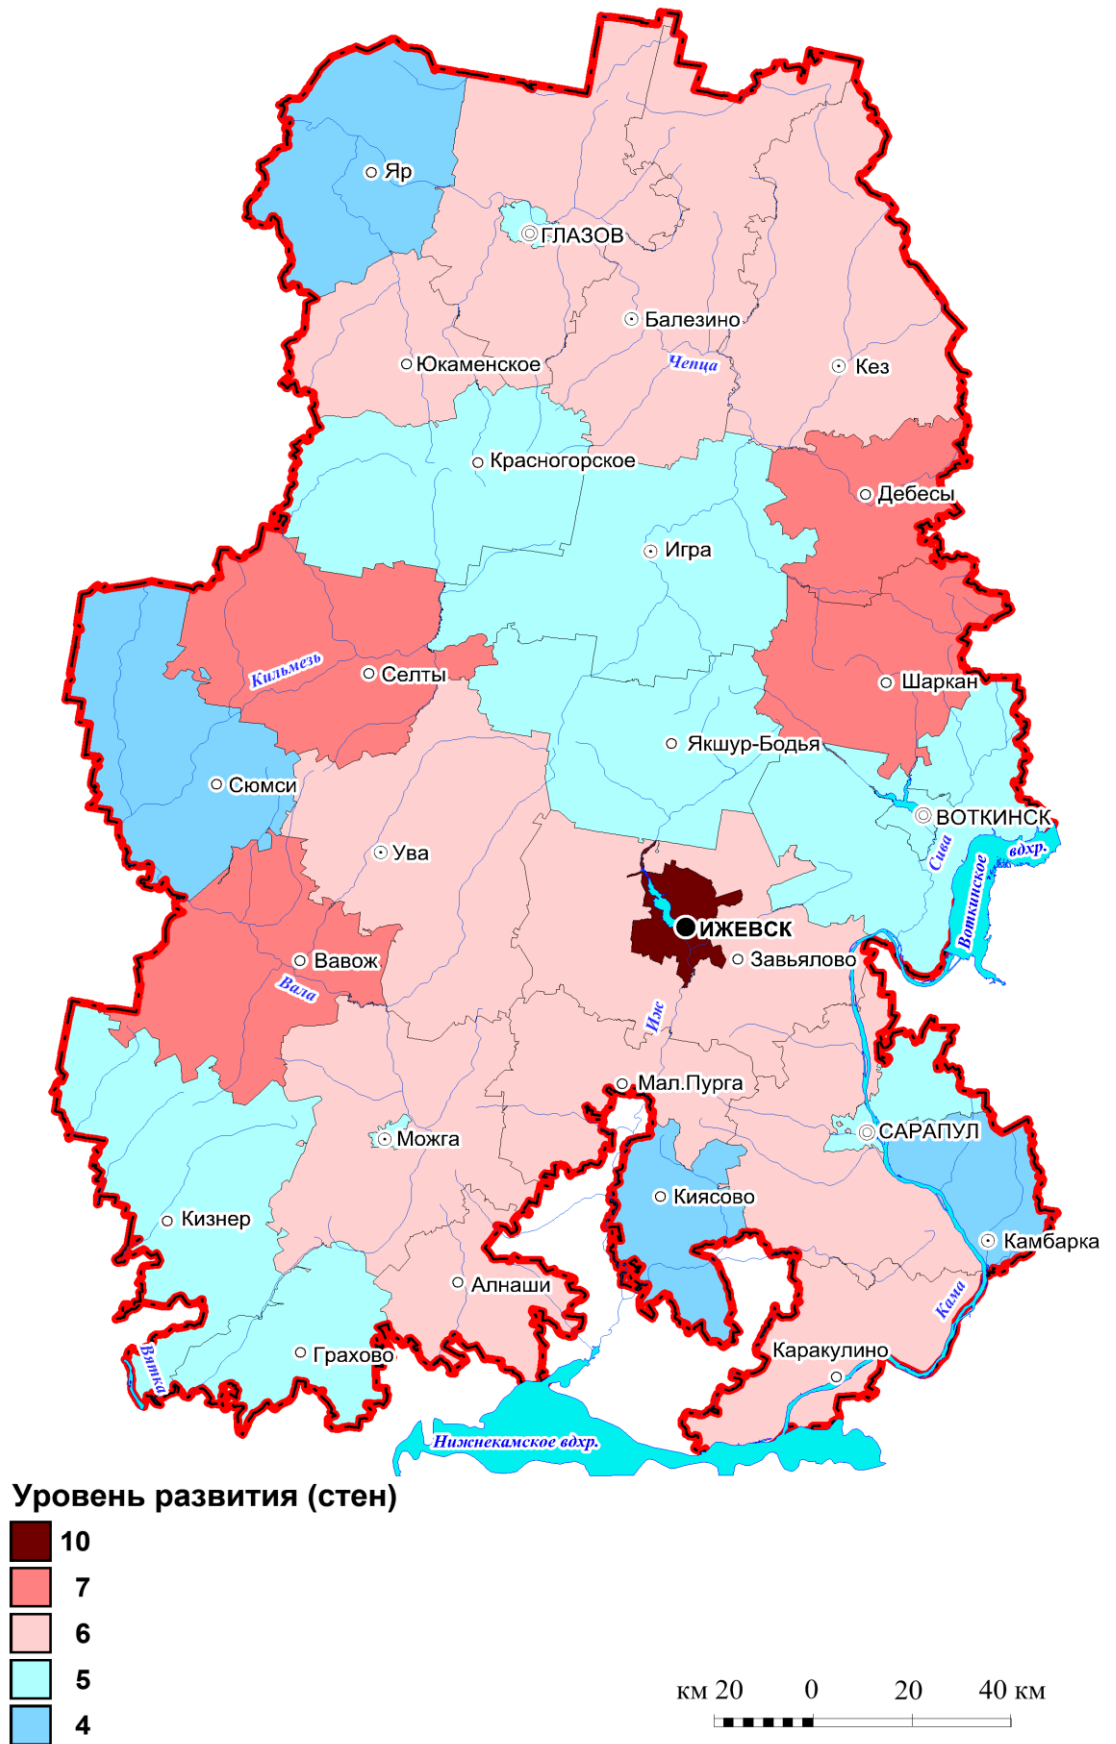 Яр
ГЛАЗОВ
Балезино
Юкаменское
Чепца
Кез
Красногорское
Дебесы
Игра
Кильмезь
Селты
Шаркан
Якшур-Бодья
Сюмси
ВОТКИНСК
Ува
Сива
Воткинское
вдхр.
ИЖЕВСК
Вавож
Завьялово
Вала
Иж
Мал.Пурга
Можга
САРАПУЛ
Киясово
Кизнер
Камбарка
Алнаши
Кама
Грахово
Каракулино
Вятка
Нижнекамское вдхр.
Уровень развития (стен)
10
7
6
5
4
км 20 0 20 40 км